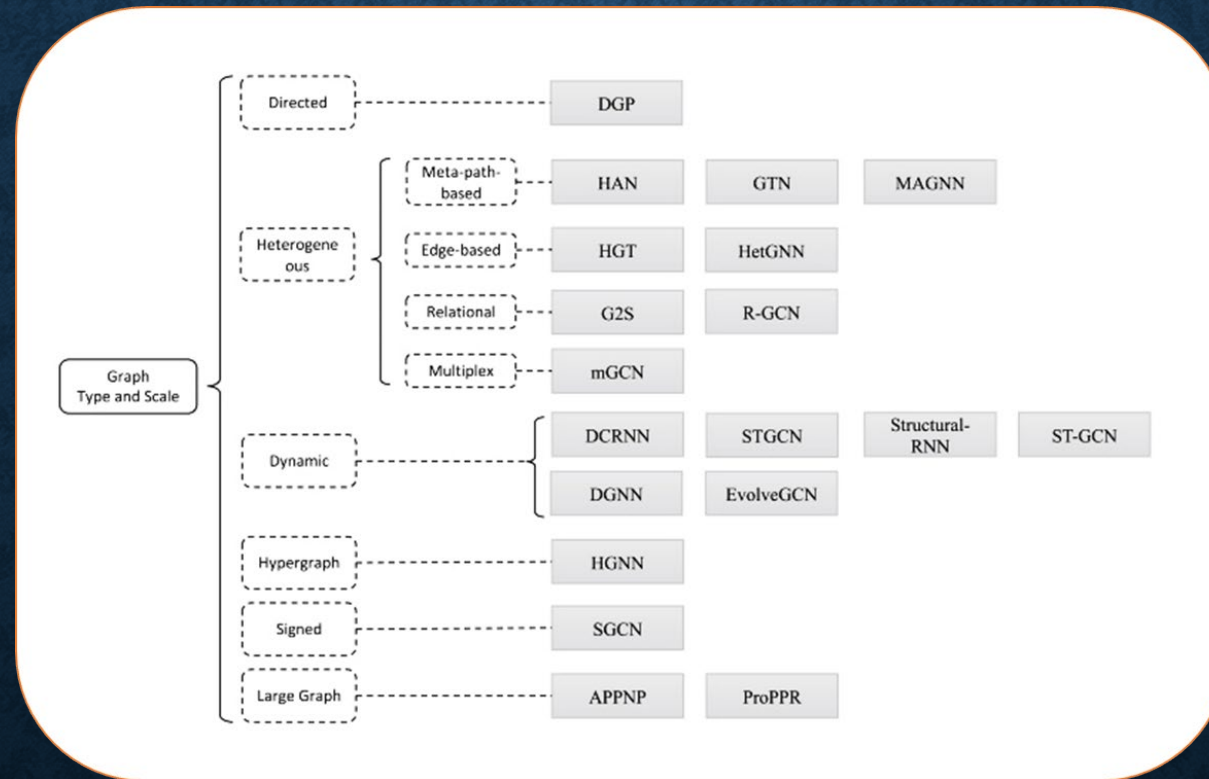 Directed
DGP
Meta-path-
based
HAN
GTN
MAGNN
Heterogene
ous
Edge-based
HGT
HetGNN
Relational
G2S
R-GCN
Multiplex
mGCN
Graph
Type and Scale
Dynamic
DCRNN
STGCN
Structural-
RNN
ST-GCN
DGNN
EvolveGCN
Hypergraph
HGNN
Signed
SGCN
Large Graph
APPNP
ProPPR